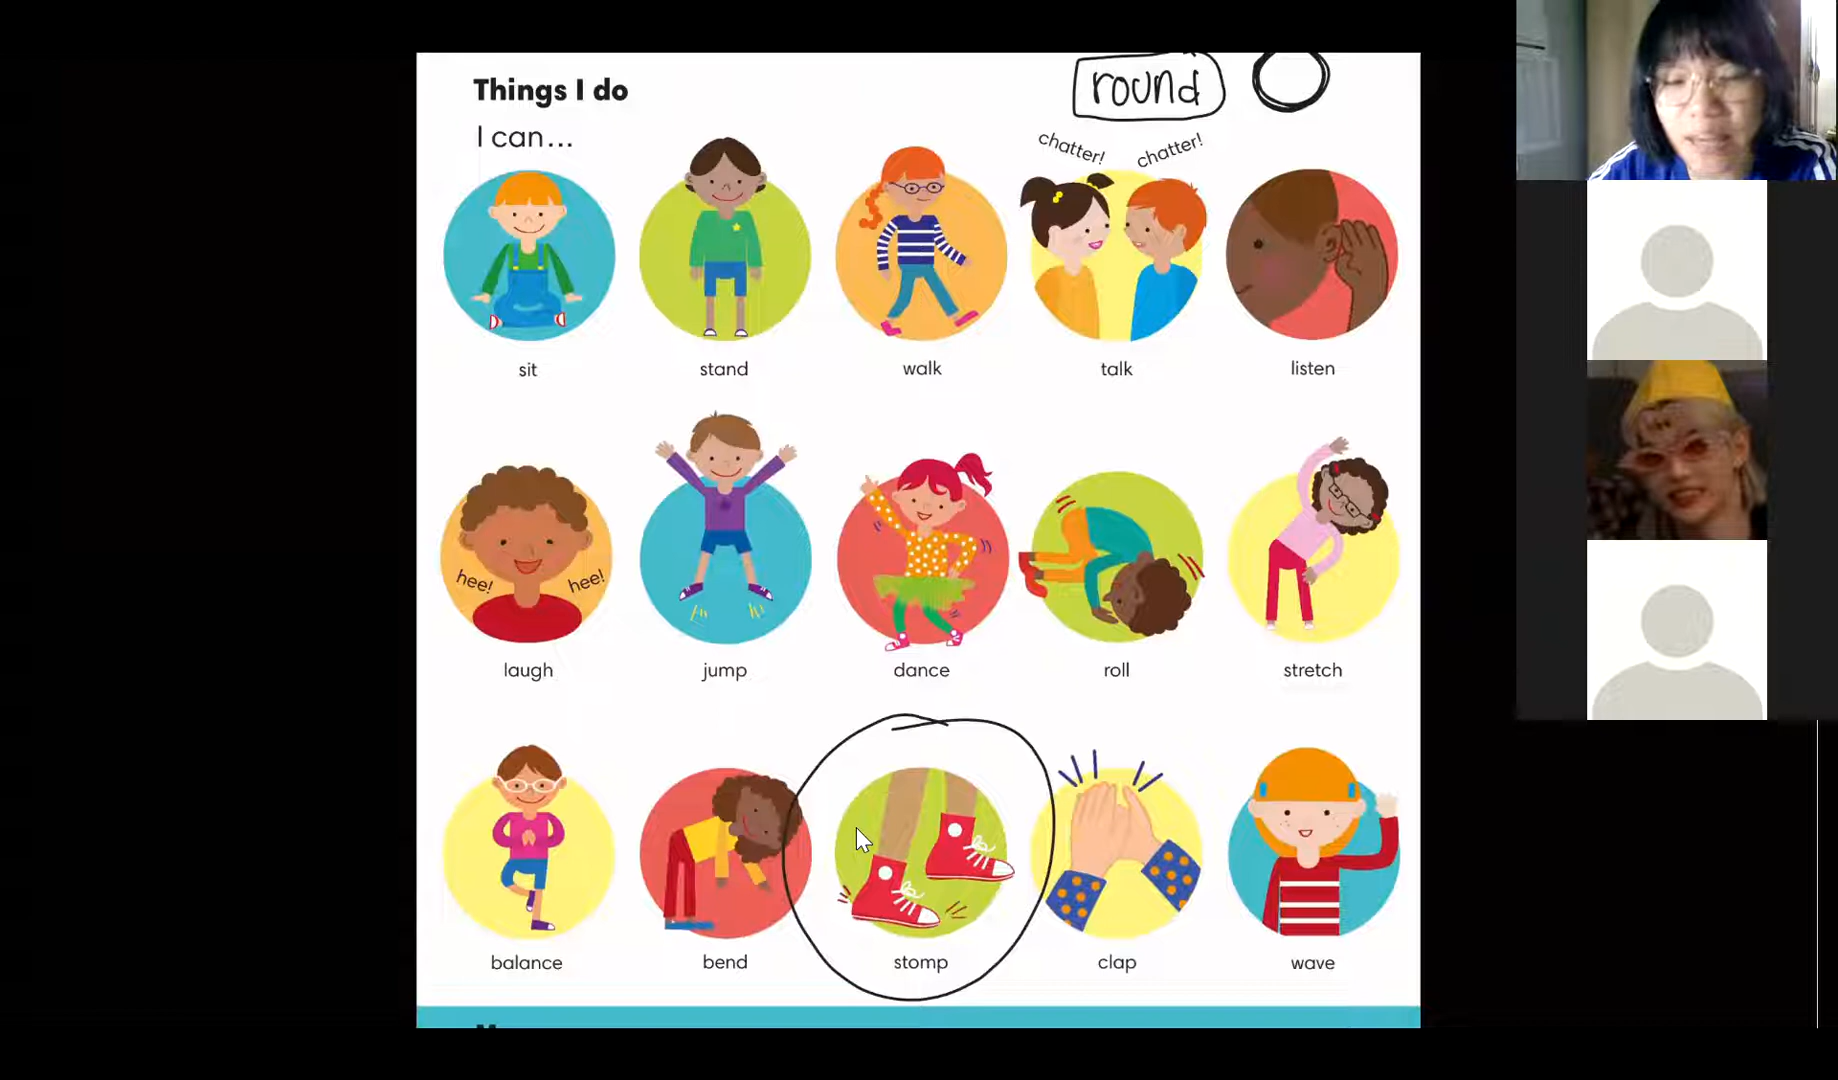 Things I do
round
I can...
chatter! chatter!
sit stand walk talk listen
hee! hee!
laugh jump dance roll stretch
balance bend stomp clap wave